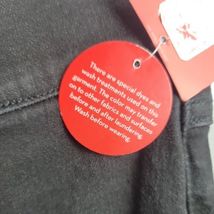 There are special dyes and
wash treatments used on this
garment. The color may transfer
on to other fabrics and surfaces
before and after laundering.
Wash before wearing.